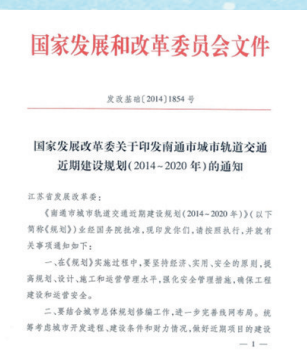 国家发展和改革委员会文件
发改基础[2014]1854号
国家发展改革委关于印发南通市城市轨道交通
近期建设规划(2014~2020年)的通知
江苏省发展改革委:
《南通市城市轨道交通近期建设规划(2014~2020年)》(以下
简称《规划》)业经国务院批准,现印发你们,请按照执行,并就有
关事项通知如下:
一、在《规划》实施过程中,要坚持经济、实用、安全的原则,提
高规划、设计、施工和运营管理水平,强化安全管理措施,确保工程
建设和运营安全。
二、要结合城市总体规划修编工作,进一步完善线网布局。统
筹考虑城市开发进程、建设条件和财力情况,做好近期项目的建设
— 1 —